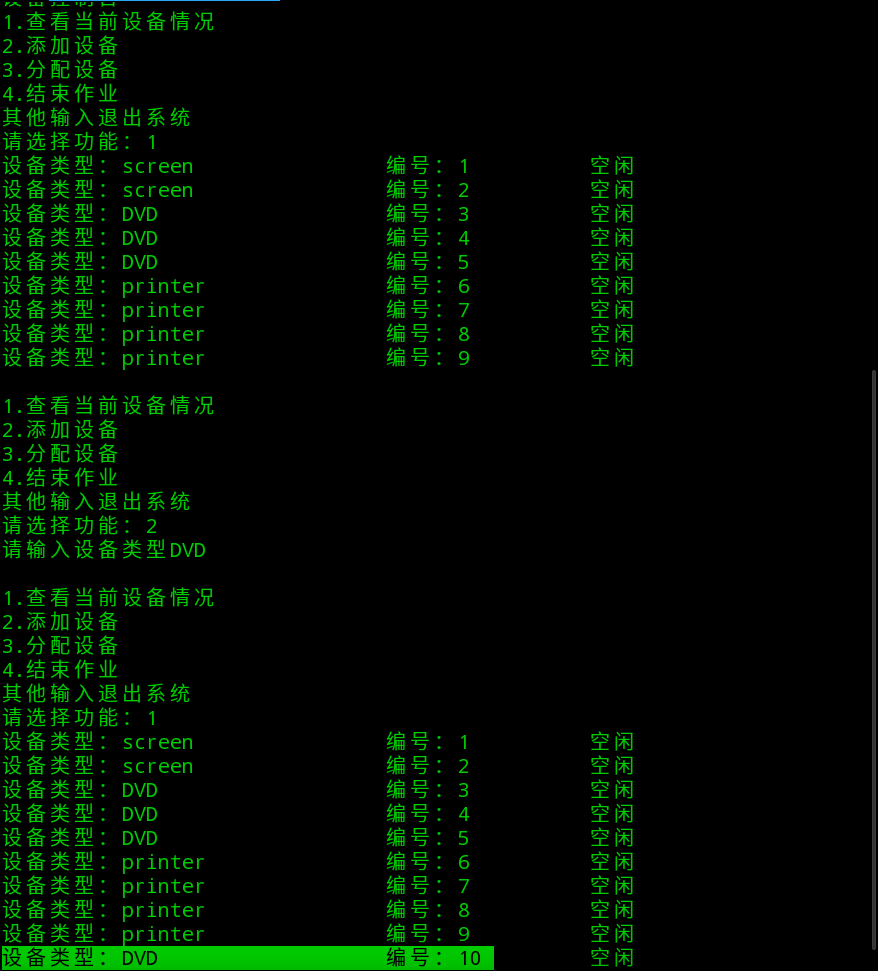 1.查看当前设备情况
2.添加设备
3.分配设备
4.结束作业
其他输入退出系统
请选择功能：1
设备类型：screen 编号：1 空闲
设备类型：screen 编号：2 空闲
设备类型：DVD 编号：3 空闲
设备类型：DVD 编号：4 空闲
设备类型：DVD 编号：5 空闲
设备类型：printer 编号：6 空闲
设备类型：printer 编号：7 空闲
设备类型：printer 编号：8 空闲
设备类型：printer 编号：9 空闲
1.查看当前设备情况
2.添加设备
3.分配设备
4.结束作业
其他输入退出系统
请选择功能：2
请输入设备类型DVD
1.查看当前设备情况
2.添加设备
3.分配设备
4.结束作业
其他输入退出系统
请选择功能：1
设备类型：screen 编号：1 空闲
设备类型：screen 编号：2 空闲
设备类型：DVD 编号：3 空闲
设备类型：DVD 编号：4 空闲
设备类型：DVD 编号：5 空闲
设备类型：printer 编号：6 空闲
设备类型：printer 编号：7 空闲
设备类型：printer 编号：8 空闲
设备类型：printer 编号：9 空闲
设备类型：DVD 编号：10 空闲